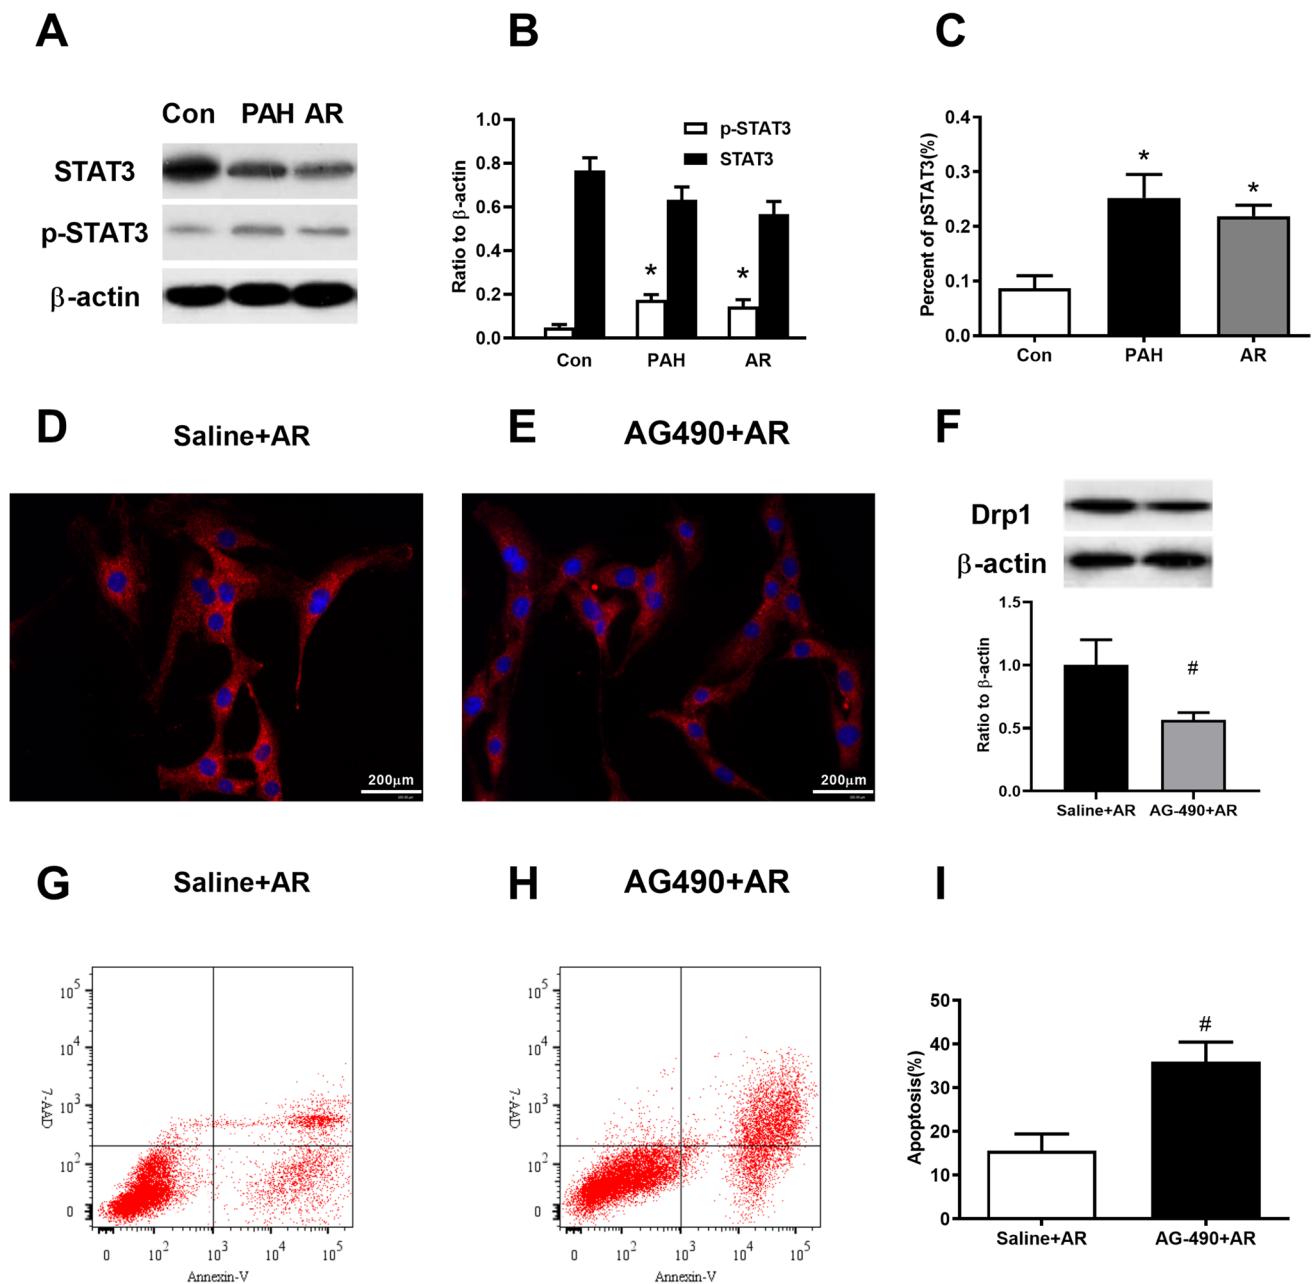 A
B
C
Con PAH AR
STAT3
p-STAT3
β-actin
Ratio to β-actin
1.0
0.8
0.6
0.4
0.2
0.0
p-STAT3
STAT3
*
*
Con PAH AR
Percent of pSTAT3(%)
0.4
0.3
0.2
0.1
0.0
*
*
Con PAH AR
D
Saline+AR
200μm
E
AG490+AR
200μm
F
Drp1
β-actin
Ratio to β-actin
1.5
1.0
0.5
0.0
#
Saline+AR AG-490+AR
G
Saline+AR
7-AAD
10^5
10^4
10^3
10^2
0
0 10^2 10^3 10^4 10^5
Annexin-V
H
AG490+AR
7-AAD
10^5
10^4
10^3
10^2
0
0 10^2 10^3 10^4 10^5
Annexin-V
I
Apoptosis(%)
50
40
30
20
10
0
#
Saline+AR AG-490+AR